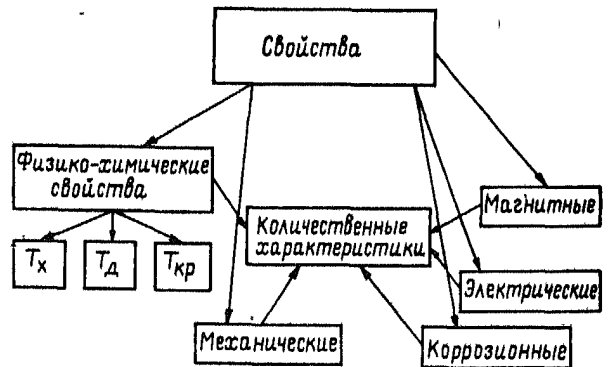 Свойства
Физико-химические
свойства
Количественные
характеристики
Магнитные
Tх
Tд
Tкр
Электрические
Механические
Коррозионные